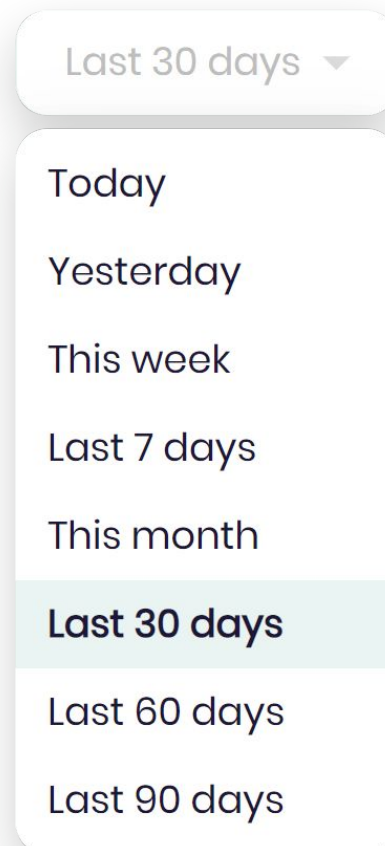 Last 30 days
Today
Yesterday
This week
Last 7 days
This month
Last 30 days
Last 60 days
Last 90 days